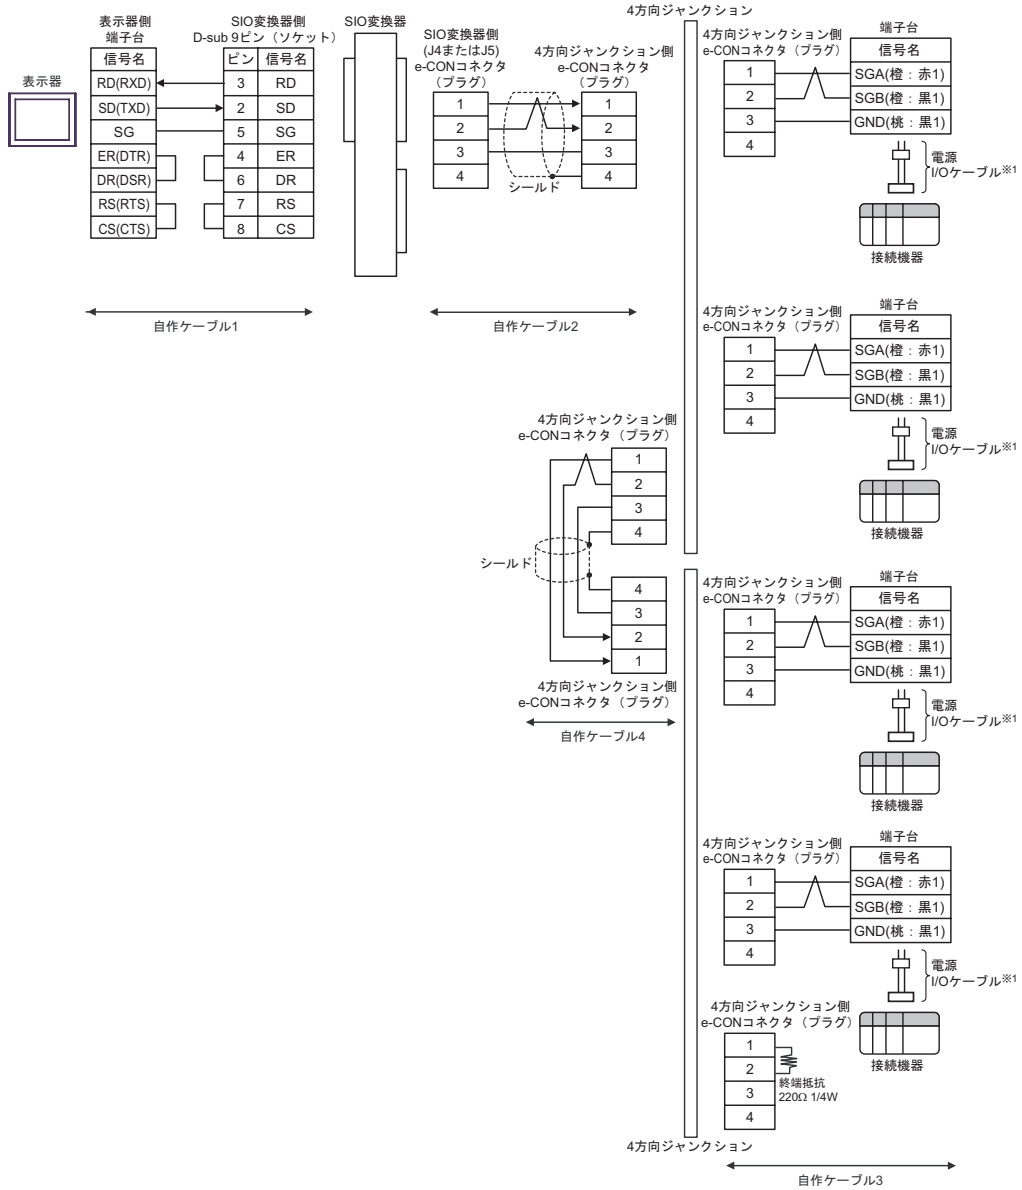 表示器
表示器側
端子台
信号名
RD(RXD)
SD(TXD)
SG
ER(DTR)
DR(DSR)
RS(RTS)
CS(CTS)
SIO変換器側
D-sub 9ピン（ソケット）
ピン 信号名
3 RD
2 SD
5 SG
4 ER
6 DR
7 RS
8 CS
自作ケーブル1
SIO変換器
SIO変換器側
(J4またはJ5)
e-CONコネクタ
（プラグ）
1
2
3
4
シールド
4方向ジャンクション側
e-CONコネクタ
（プラグ）
1
2
3
4
自作ケーブル2
4方向ジャンクション側
e-CONコネクタ（プラグ）
1
2
3
4
シールド
4
3
2
1
4方向ジャンクション側
e-CONコネクタ（プラグ）
自作ケーブル4
4方向ジャンクション
4方向ジャンクション側
e-CONコネクタ（プラグ）
1
2
3
4
端子台
信号名
SGA(橙：赤1)
SGB(橙：黒1)
GND(桃：黒1)
電源
I/Oケーブル※1
接続機器
4方向ジャンクション側
e-CONコネクタ（プラグ）
1
2
3
4
端子台
信号名
SGA(橙：赤1)
SGB(橙：黒1)
GND(桃：黒1)
電源
I/Oケーブル※1
接続機器
4方向ジャンクション側
e-CONコネクタ（プラグ）
1
2
3
4
端子台
信号名
SGA(橙：赤1)
SGB(橙：黒1)
GND(桃：黒1)
電源
I/Oケーブル※1
接続機器
4方向ジャンクション側
e-CONコネクタ（プラグ）
1
2
3
4
端子台
信号名
SGA(橙：赤1)
SGB(橙：黒1)
GND(桃：黒1)
電源
I/Oケーブル※1
接続機器
4方向ジャンクション側
e-CONコネクタ（プラグ）
1
2
3
4
終端抵抗
220Ω 1/4W
4方向ジャンクション
自作ケーブル3